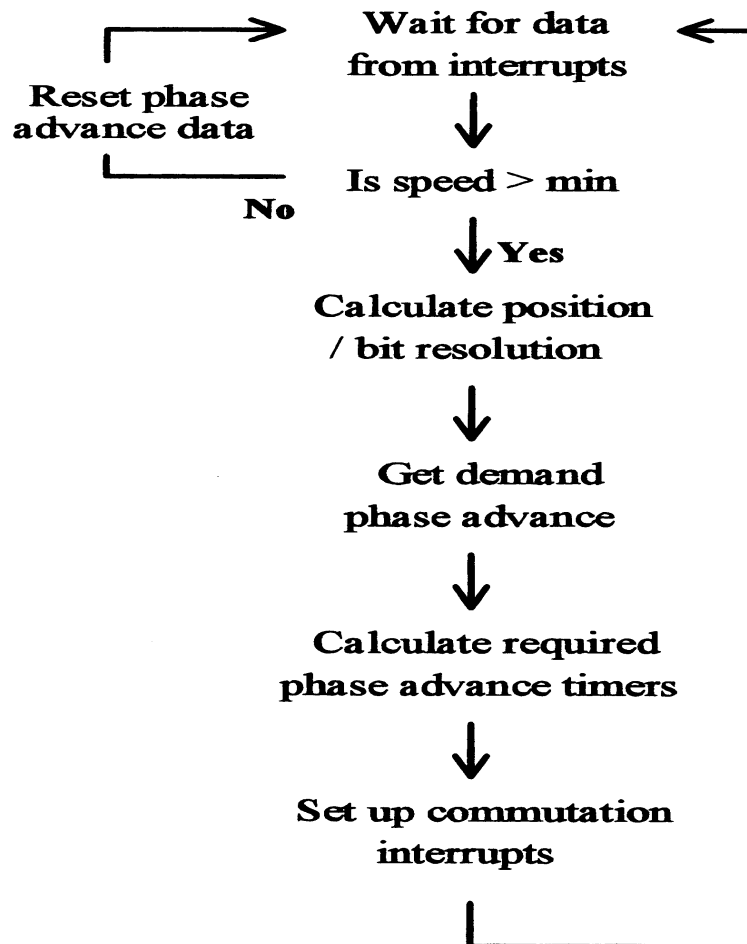 Wait for data
from interrupts
Reset phase
advance data
Is speed > min
No
Yes
Calculate position
/ bit resolution
Get demand
phase advance
Calculate required
phase advance timers
Set up commutation
interrupts